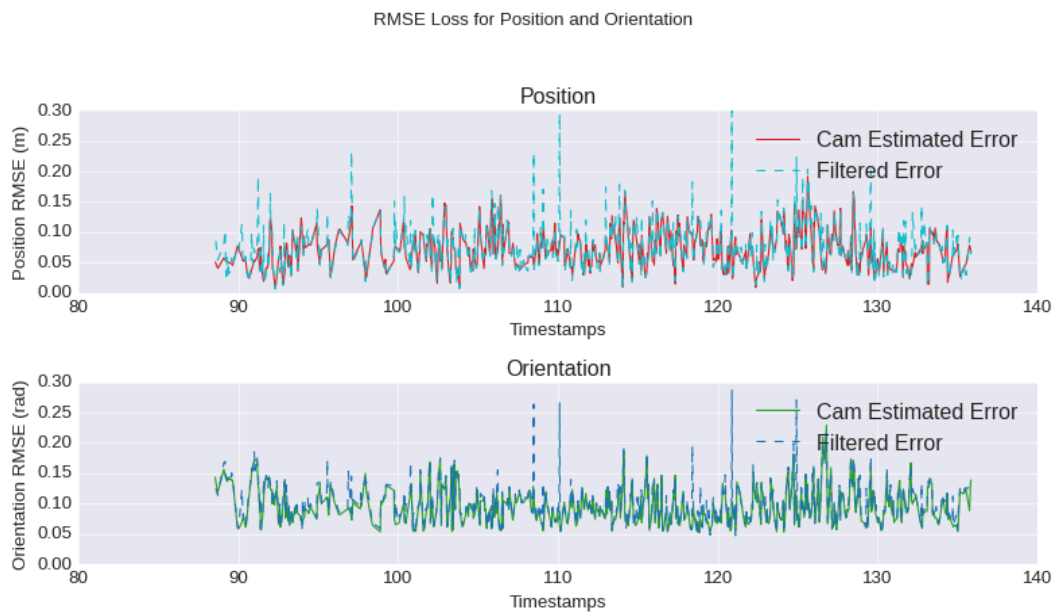 RMSE Loss for Position and Orientation
Position
Position RMSE (m)
0.30
0.25
0.20
0.15
0.10
0.05
0.00
Cam Estimated Error
Filtered Error
80 90 100 110 120 130 140
Timestamps
Orientation
Orientation RMSE (rad)
0.30
0.25
0.20
0.15
0.10
0.05
0.00
Cam Estimated Error
Filtered Error
80 90 100 110 120 130 140
Timestamps